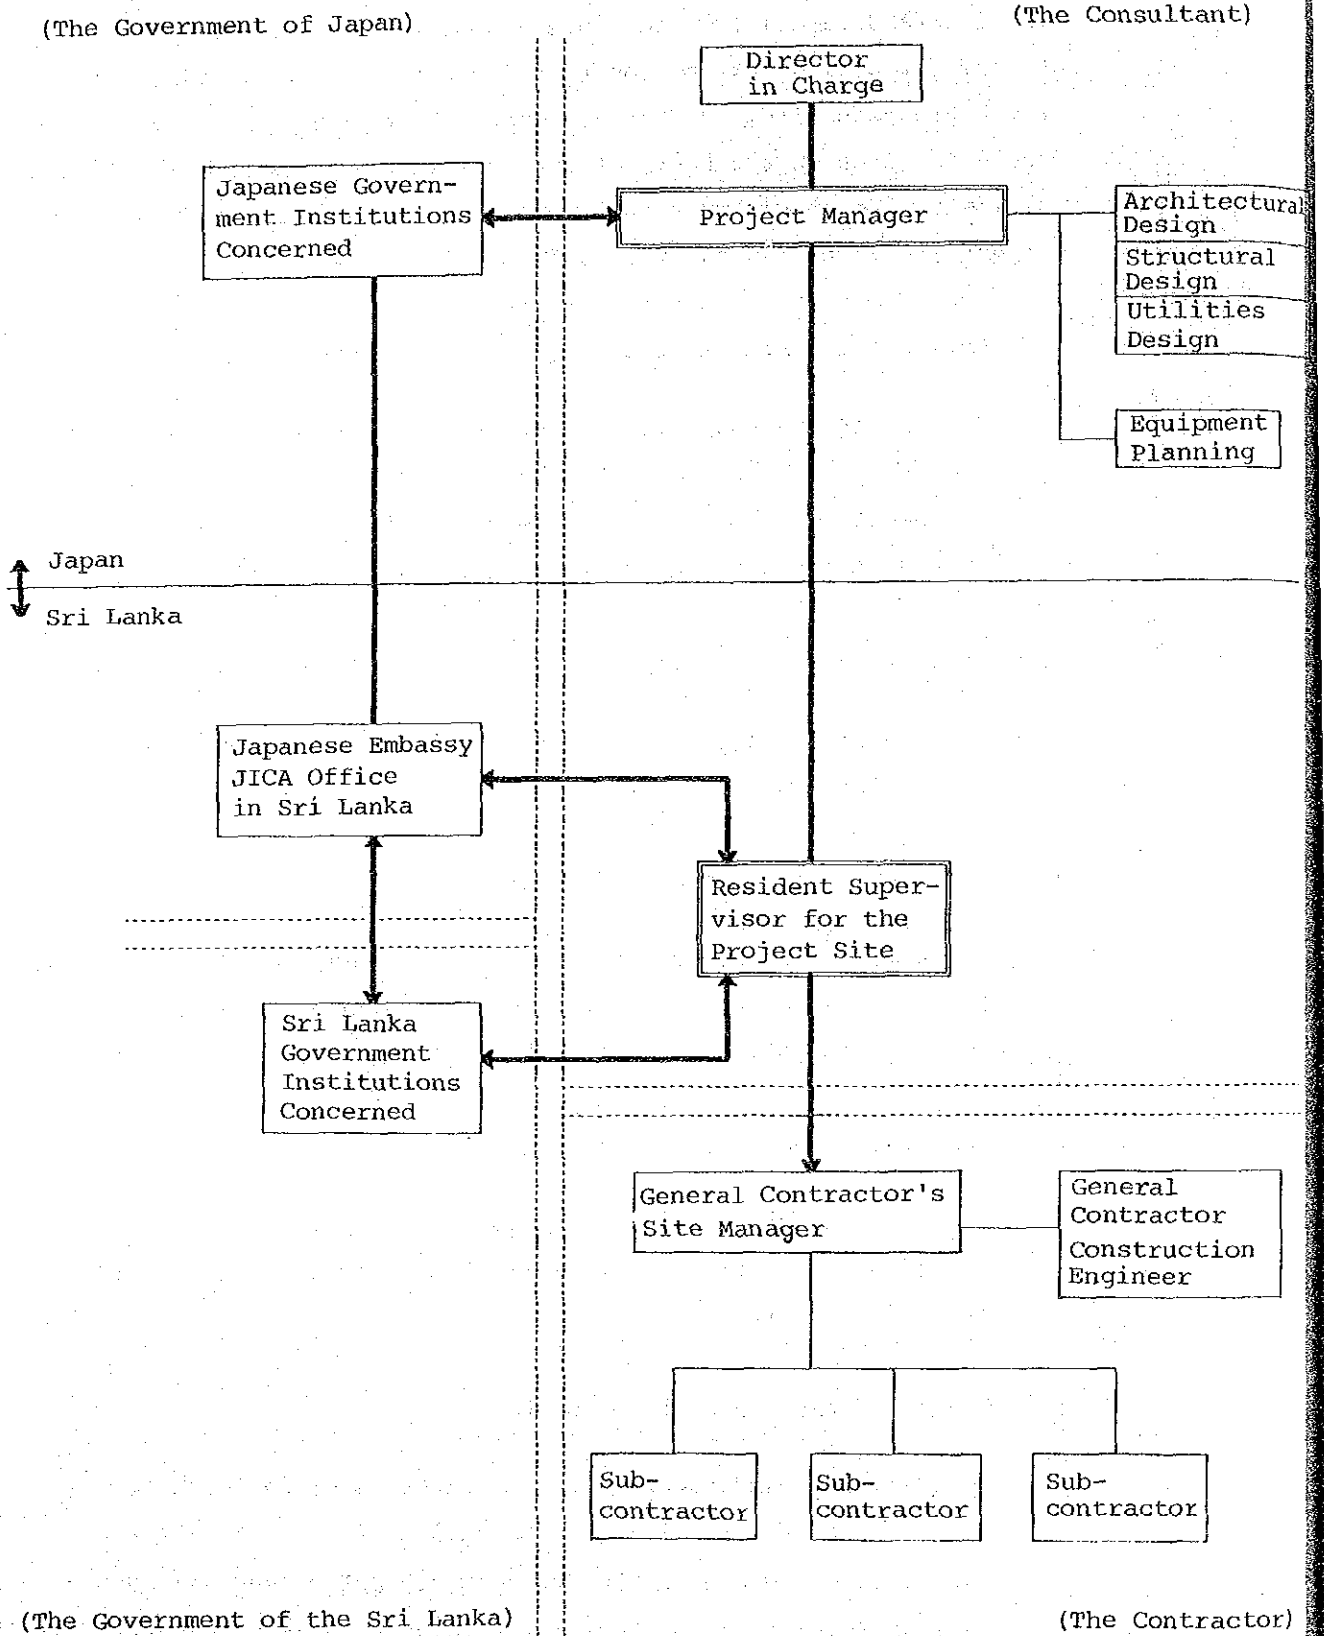 (The Government of Japan)
(The Consultant)
Director
in Charge
Japanese Govern-
ment Institutions
Concerned
Project Manager
Architectural
Design
Structural
Design
Utilities
Design
Equipment
Planning
Japan
Sri Lanka
Japanese Embassy
JICA Office
in Sri Lanka
Resident Super-
visor for the
Project Site
Sri Lanka
Government
Institutions
Concerned
General Contractor's
Site Manager
General
Contractor
Construction
Engineer
Sub-
contractor
Sub-
contractor
Sub-
contractor
(The Government of the Sri Lanka)
(The Contractor)